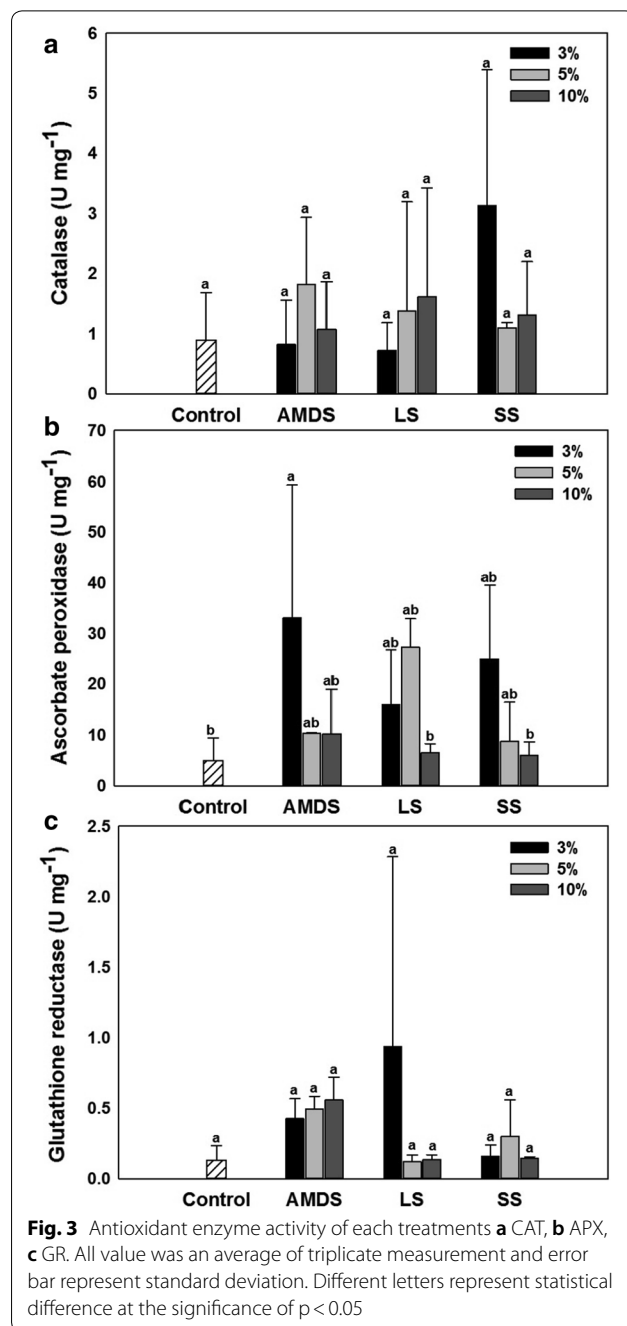 a
6
5
4
3
2
1
0
Catalase (U mg⁻¹)
3%
5%
10%
a
a
a
a
a
a
a
a
a
a
Control AMDS LS SS
b
70
60
50
40
30
20
10
0
Ascorbate peroxidase (U mg⁻¹)
3%
5%
10%
b
a
ab
ab
ab
ab
b
ab
ab
b
Control AMDS LS SS
c
2.5
2.0
1.5
1.0
0.5
0.0
Glutathione reductase (U mg⁻¹)
3%
5%
10%
a
a
a
a
a
a
a
a
a
a
Control AMDS LS SS
Fig. 3 Antioxidant enzyme activity of each treatments a CAT, b APX,
c GR. All value was an average of triplicate measurement and error
bar represent standard deviation. Different letters represent statistical
difference at the significance of p < 0.05